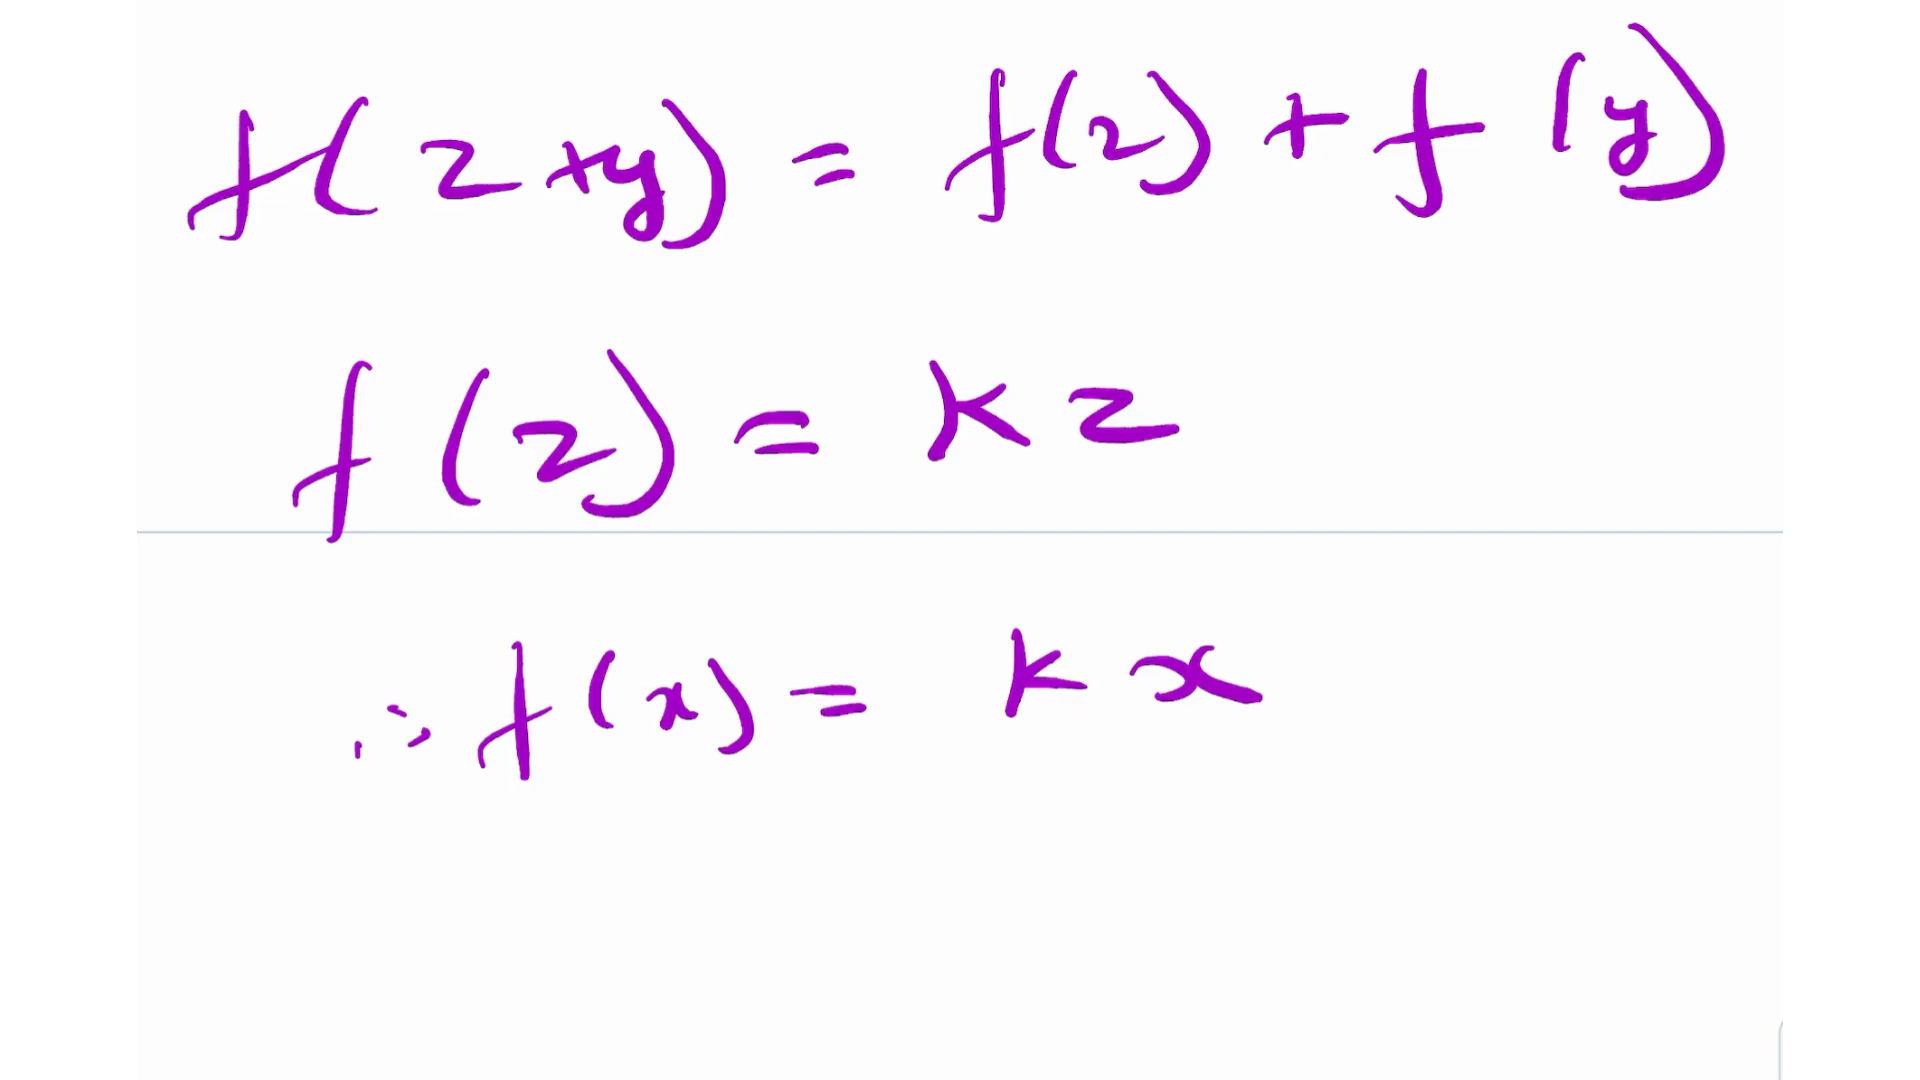 f(z+y) = f(z) + f(y)
f(z) = kz
∴ f(x) = kx